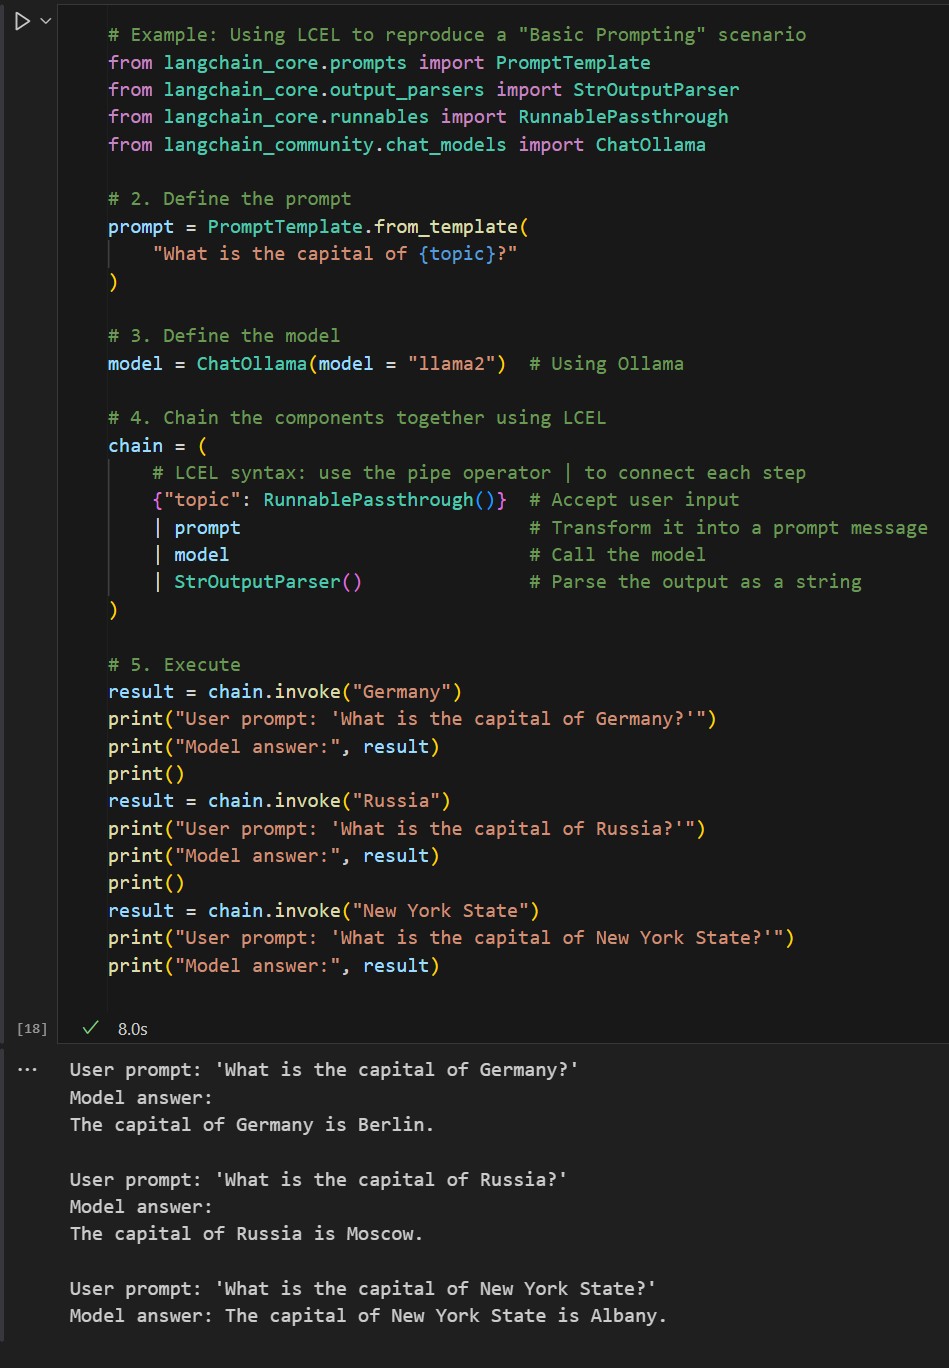 # Example: Using LCEL to reproduce a "Basic Prompting" scenario
from langchain_core.prompts import PromptTemplate
from langchain_core.output_parsers import StrOutputParser
from langchain_core.runnables import RunnablePassthrough
from langchain_community.chat_models import ChatOllama

# 2. Define the prompt
prompt = PromptTemplate.from_template(
    "What is the capital of {topic}?"
)

# 3. Define the model
model = ChatOllama(model = "llama2")  # Using Ollama

# 4. Chain the components together using LCEL
chain = (
    # LCEL syntax: use the pipe operator | to connect each step
    {"topic": RunnablePassthrough()}  # Accept user input
    | prompt                          # Transform it into a prompt message
    | model                           # Call the model
    | StrOutputParser()               # Parse the output as a string
)

# 5. Execute
result = chain.invoke("Germany")
print("User prompt: 'What is the capital of Germany?'")
print("Model answer:", result)
print()
result = chain.invoke("Russia")
print("User prompt: 'What is the capital of Russia?'")
print("Model answer:", result)
print()
result = chain.invoke("New York State")
print("User prompt: 'What is the capital of New York State?'")
print("Model answer:", result)

[18] ✓ 8.0s
... User prompt: 'What is the capital of Germany?'
Model answer:
The capital of Germany is Berlin.

User prompt: 'What is the capital of Russia?'
Model answer:
The capital of Russia is Moscow.

User prompt: 'What is the capital of New York State?'
Model answer: The capital of New York State is Albany.